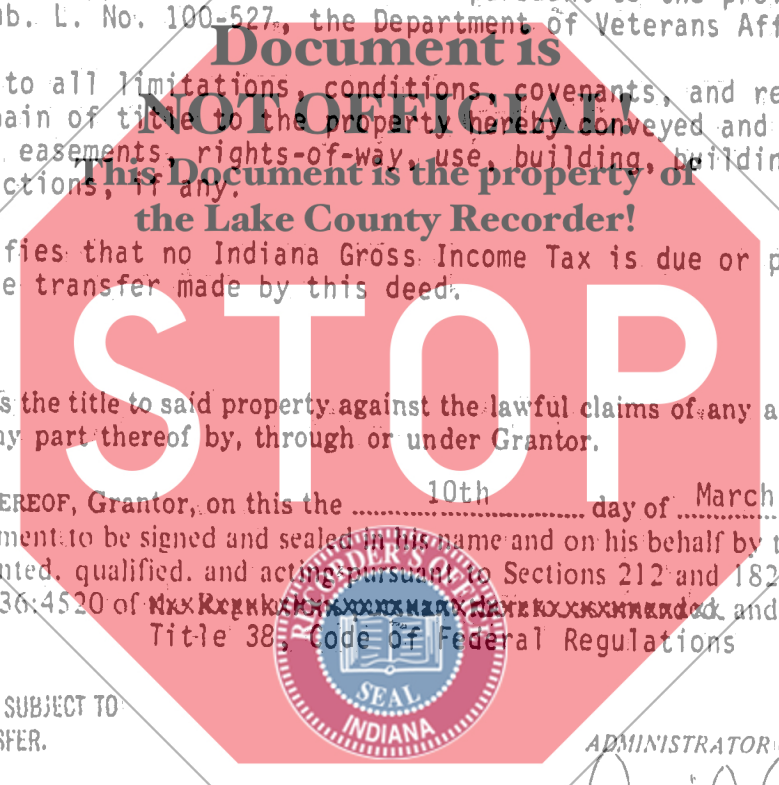 ub. L. No. 100-527, the Department of Veterans Aff
Document is
to all limitations, conditions, covenants, and re
NOT OFFICIAL!
ain of title to the property hereby conveyed and
easements, rights-of-way, use, building, buildin
This Document is the property of
ctions, if any.
the Lake County Recorder!
fies that no Indiana Gross Income Tax is due or p
e transfer made by this deed.
STOP
s the title to said property against the lawful claims of any a
ny part thereof by, through or under Grantor.
EREOF, Grantor, on this the 10th day of March
ment to be signed and sealed in his name and on his behalf by t
nted, qualified, and acting pursuant to Sections 212 and 182
36:4520 of and
Title 38, Code of Federal Regulations
RECORDER'S OFFICE
SEAL
INDIANA
SUBJECT TO
SFER.
ADMINISTRATOR